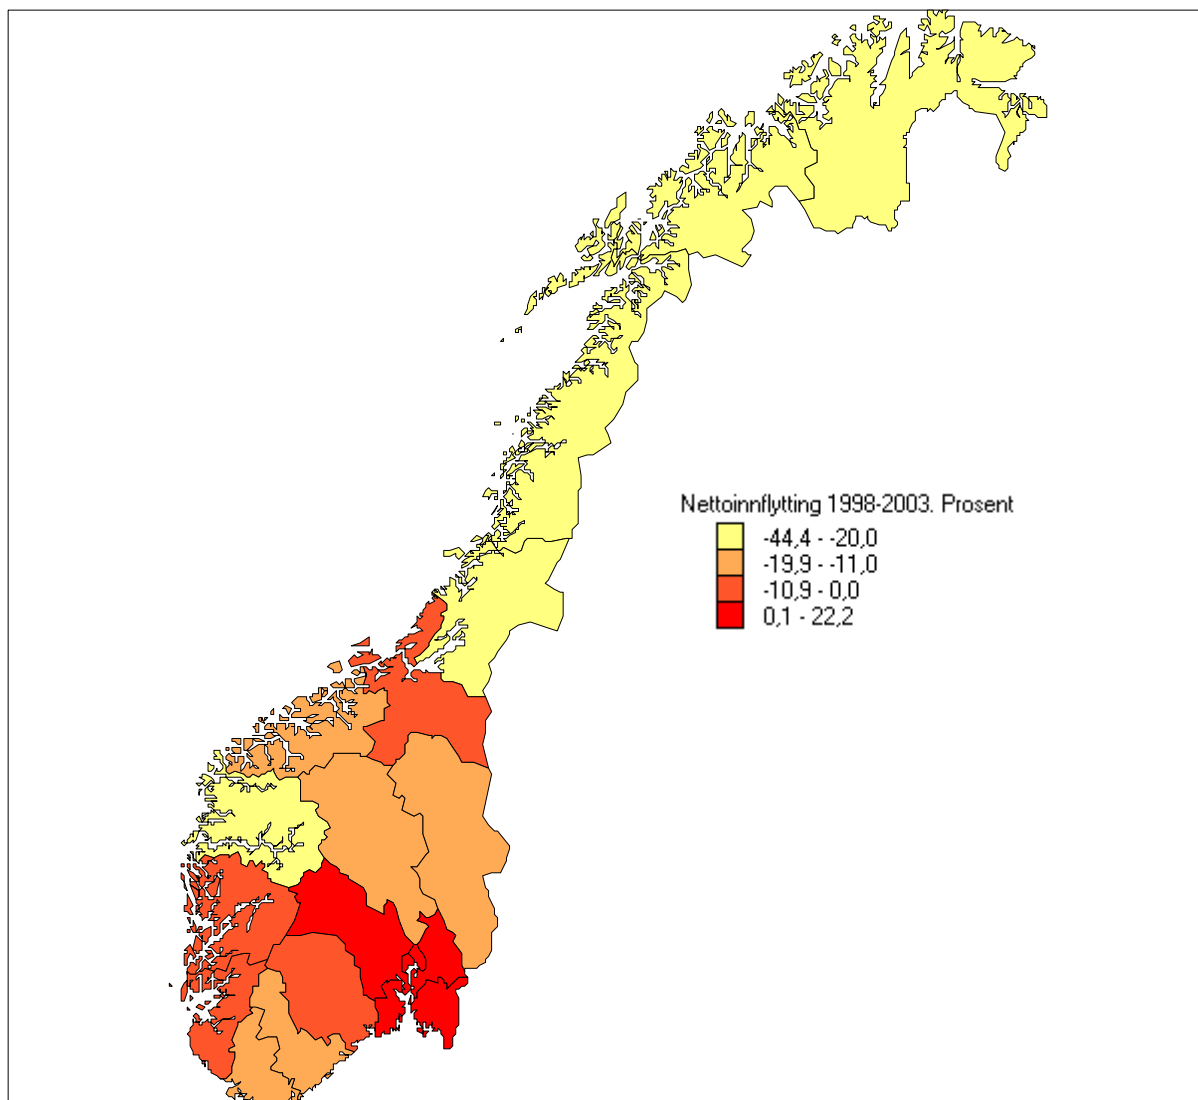 Nettoinnflytting 1998-2003. Prosent
-44,4 - -20,0
-19,9 - -11,0
-10,9 - 0,0
0,1 - 22,2